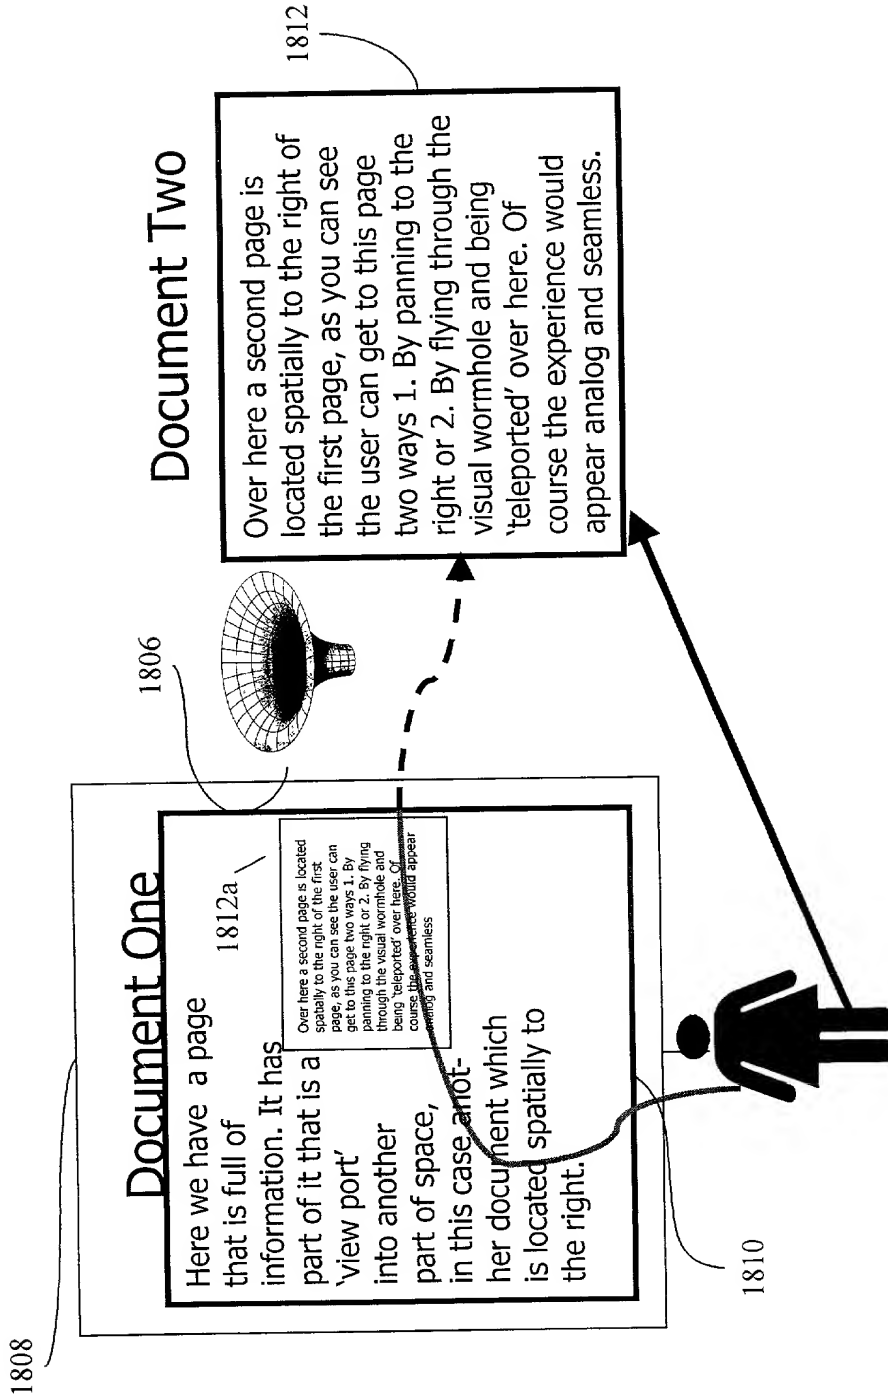 1808
Document One
Here we have a page
that is full of
information. It has
part of it that is a
'view port'
into another
part of space,
in this case anot-
her document which
is located spatially to
the right.
1810
1812a
Over here a second page is located
spatially to the right of the first
page, as you can see the user can
get to this page two ways 1. By
panning to the right or 2. By flying
through the visual wormhole and
being 'teleported' over here. Of
course the experience would appear
analog and seamless
1806
Document Two
1812
Over here a second page is
located spatially to the right of
the first page, as you can see
the user can get to this page
two ways 1. By panning to the
right or 2. By flying through the
visual wormhole and being
'teleported' over here. Of
course the experience would
appear analog and seamless.